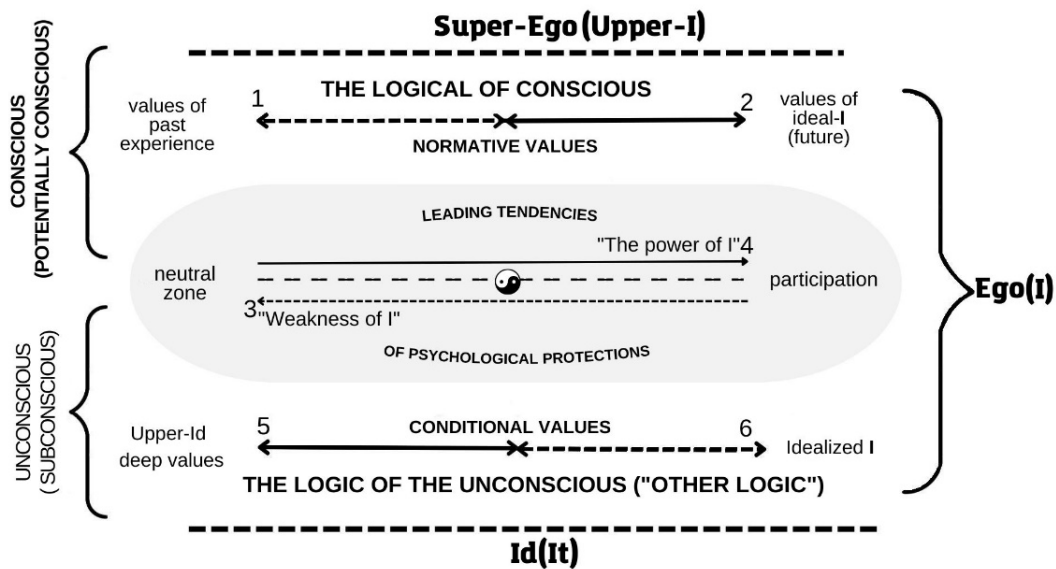 Super-Ego (Upper-I)
CONSCIOUS
(POTENTIALLY CONSCIOUS)
THE LOGICAL OF CONSCIOUS
values of
past
experience
1
2
values of
ideal-I
(future)
NORMATIVE VALUES
LEADING TENDENCIES
"The power of I" 4
neutral
zone
participation
3 "Weakness of I"
OF PSYCHOLOGICAL PROTECTIONS
Ego(I)
UNCONSCIOUS
( SUBCONSCIOUS)
Upper-Id
deep values
5
CONDITIONAL VALUES
6
Idealized I
THE LOGIC OF THE UNCONSCIOUS ("OTHER LOGIC")
Id(It)